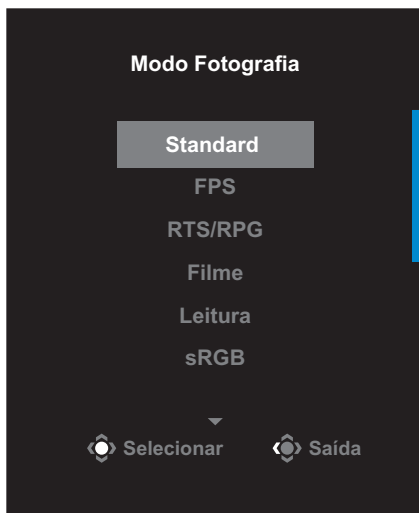 Modo Fotografia
Standard
FPS
RTS/RPG
Filme
Leitura
sRGB
Selecionar Saída